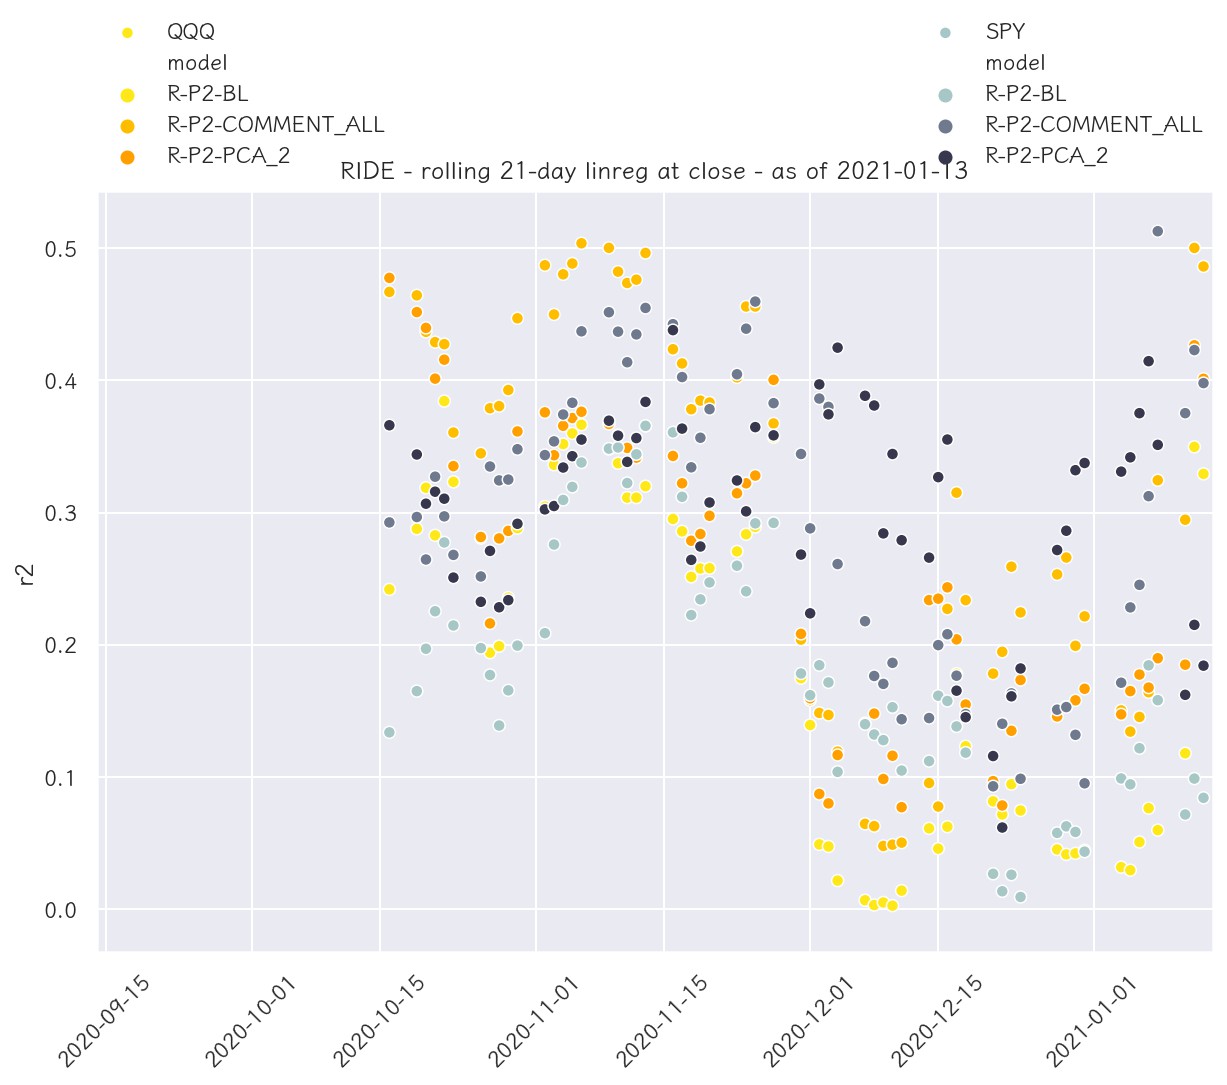 QQQ
model
R-P2-BL
R-P2-COMMENT_ALL
R-P2-PCA_2
SPY
model
R-P2-BL
R-P2-COMMENT_ALL
R-P2-PCA_2
RIDE - rolling 21-day linreg at close - as of 2021-01-13
r2
0.5
0.4
0.3
0.2
0.1
0.0
2020-09-15
2020-10-01
2020-10-15
2020-11-01
2020-11-15
2020-12-01
2020-12-15
2021-01-01